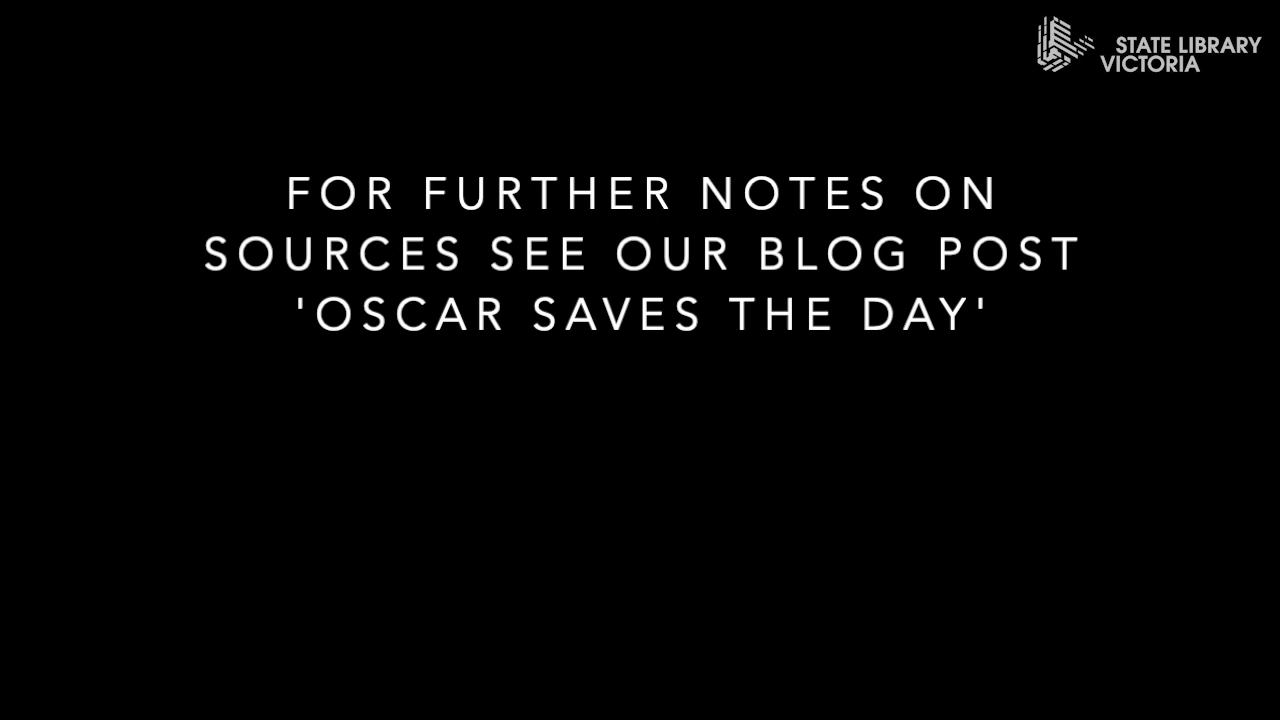 STATE LIBRARY
VICTORIA
FOR FURTHER NOTES ON
SOURCES SEE OUR BLOG POST
'OSCAR SAVES THE DAY'